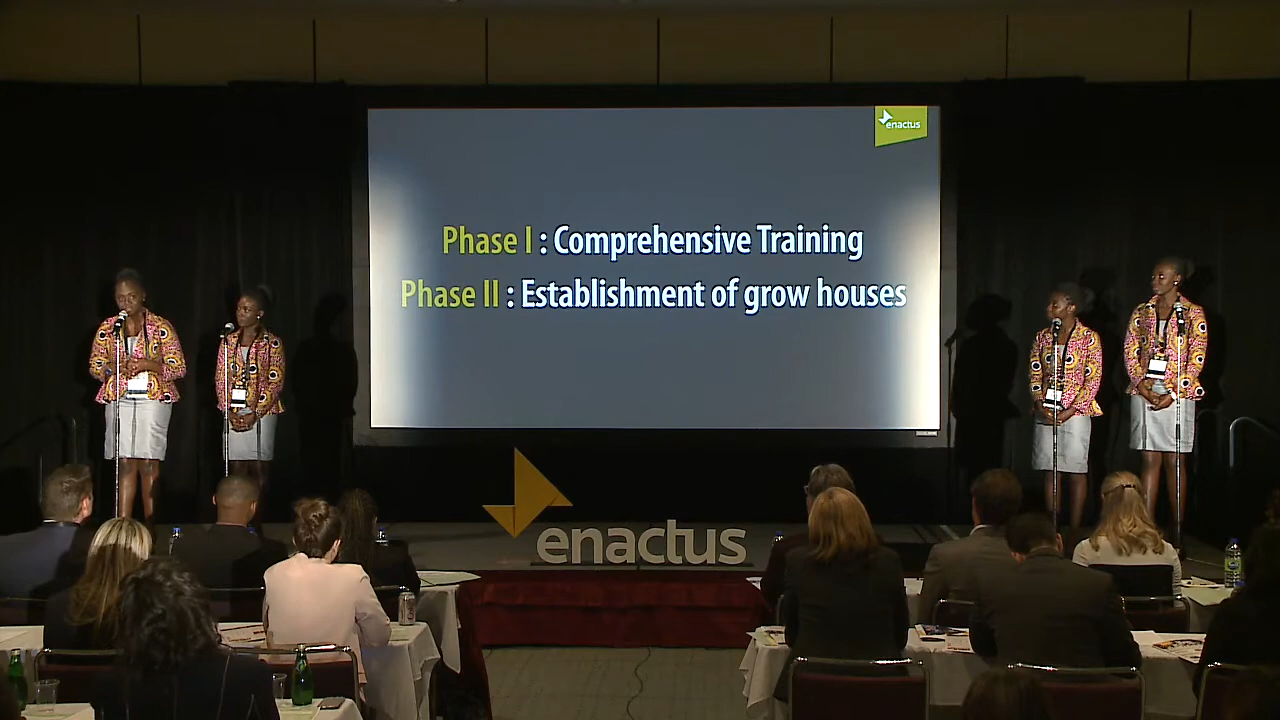 enactus
Phase I : Comprehensive Training
Phase II : Establishment of grow houses
enactus